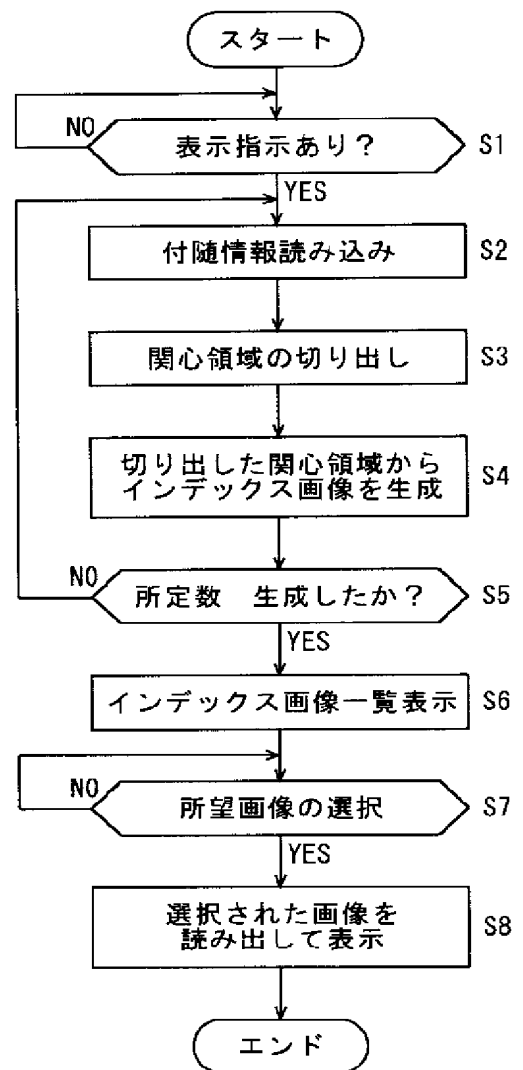 スタート
NO
表示指示あり？
S1
YES
付随情報読み込み
S2
関心領域の切り出し
S3
切り出した関心領域から
インデックス画像を生成
S4
NO
所定数　生成したか？
S5
YES
インデックス画像一覧表示
S6
NO
所望画像の選択
S7
YES
選択された画像を
読み出して表示
S8
エンド